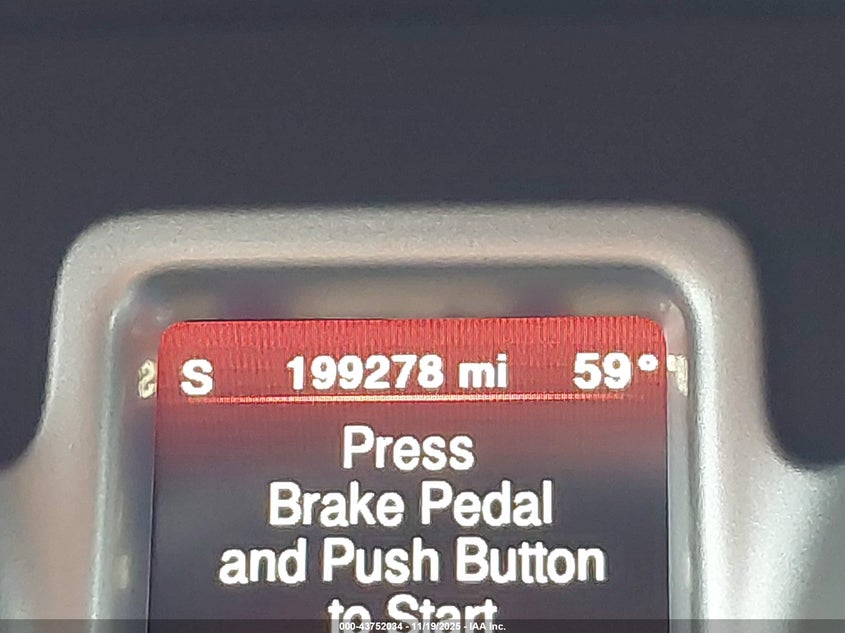 S 199278 mi 59°
Press
Brake Pedal
and Push Button
to Start
000-43752034 - 11/19/2025 - IAA Inc.